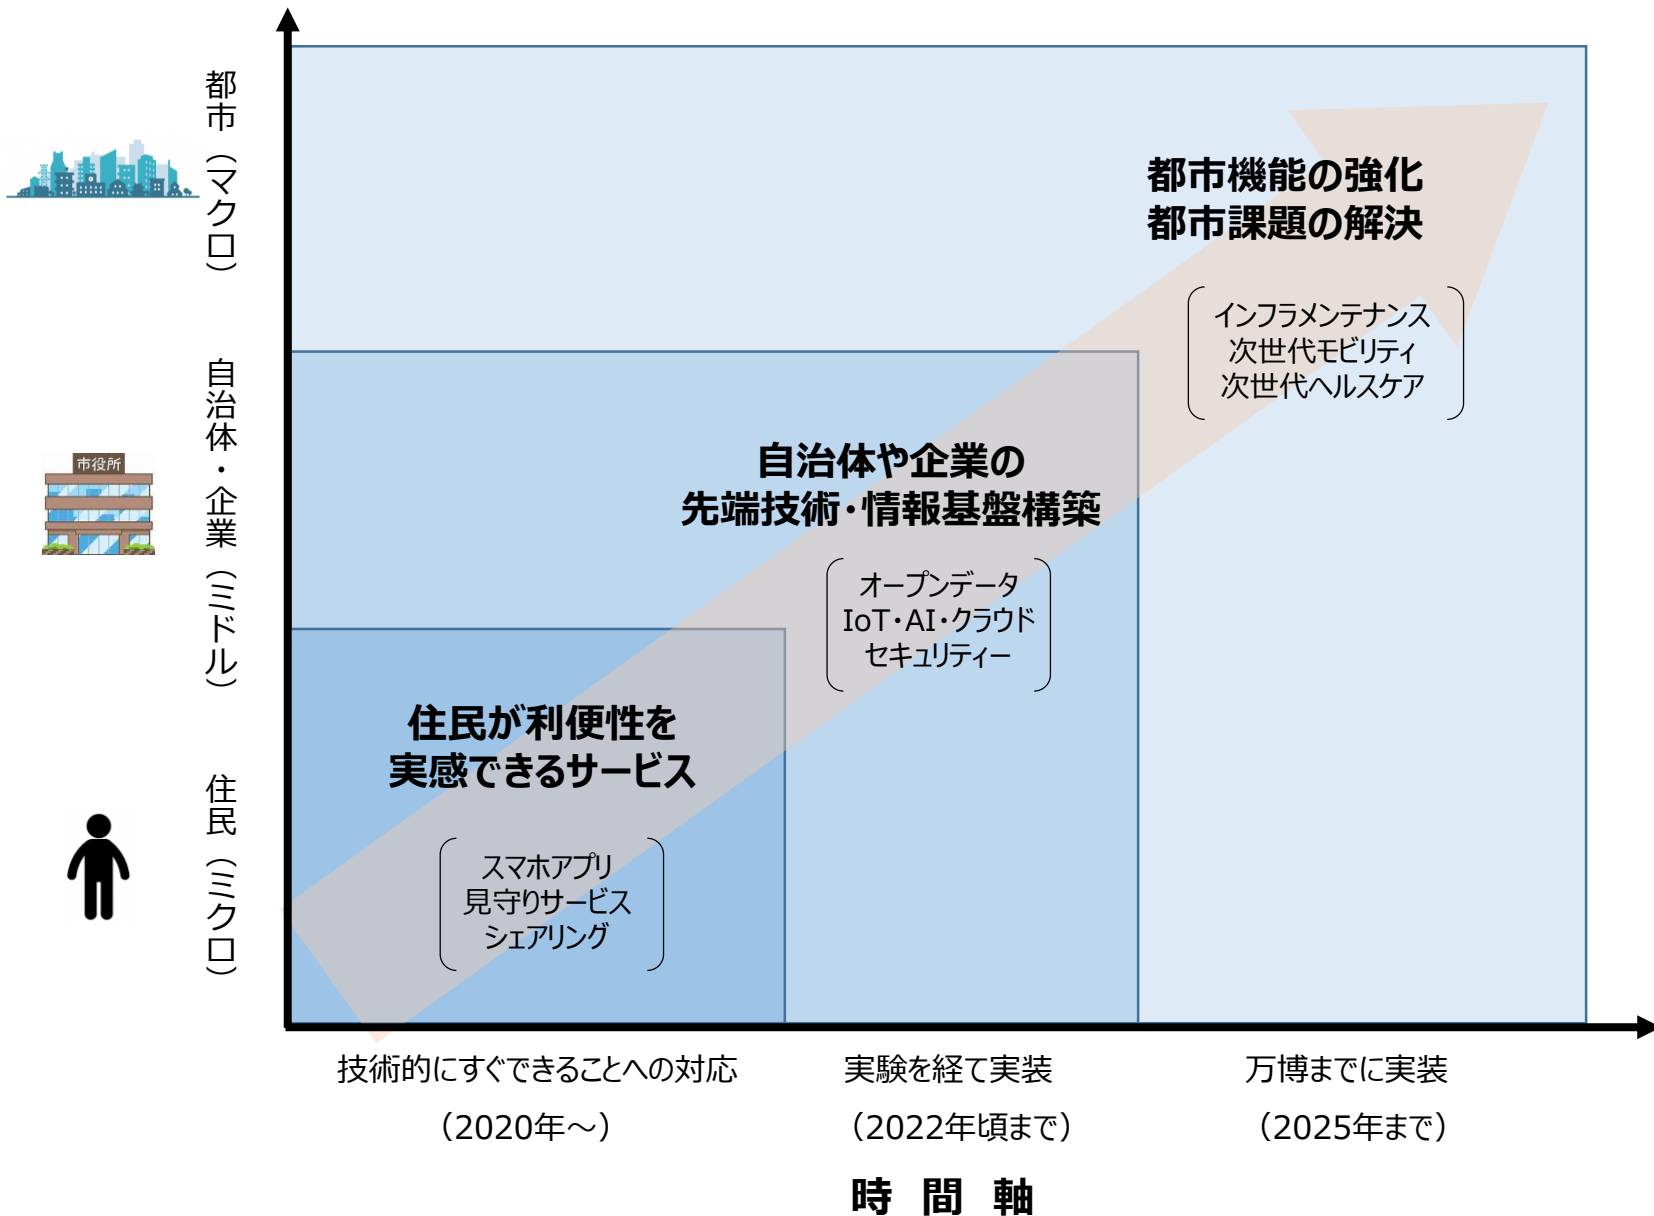 都市（マクロ）
都市機能の強化
都市課題の解決
インフラメンテナンス
次世代モビリティ
次世代ヘルスケア
自治体・企業（ミドル）
市役所
自治体や企業の
先端技術・情報基盤構築
オープンデータ
IoT・AI・クラウド
セキュリティー
住民（ミクロ）
住民が利便性を
実感できるサービス
スマホアプリ
見守りサービス
シェアリング
技術的にすぐできることへの対応
（2020年～）
実験を経て実装
（2022年頃まで）
万博までに実装
（2025年まで）
時 間 軸